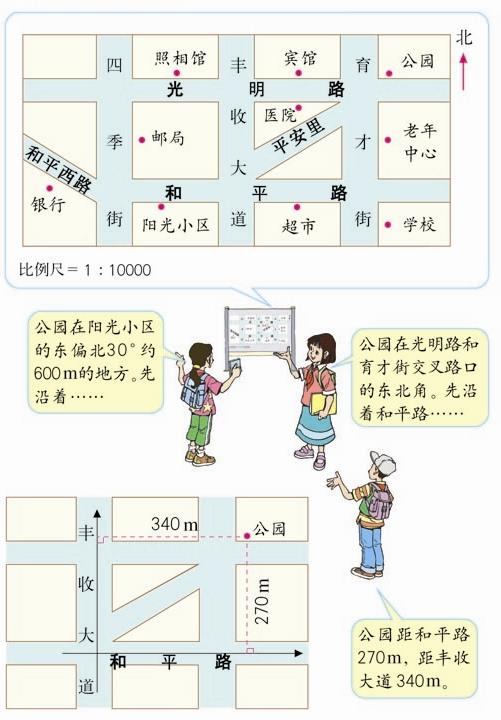 北
四季街
照相馆
丰收大道
宾馆
育才街
公园
光明路
医院
平安里
邮局
老年
中心
和平西路
银行
和平路
阳光小区
超市
学校
比例尺=1:10000
公园在阳光小区
的东偏北30°约
600m的地方。先
沿着……
公园在光明路和
育才街交叉路口
的东北角。先沿
着和平路……
丰收大道
340m
公园
270m
和平路
公园距和平路
270m，距丰收
大道340m。